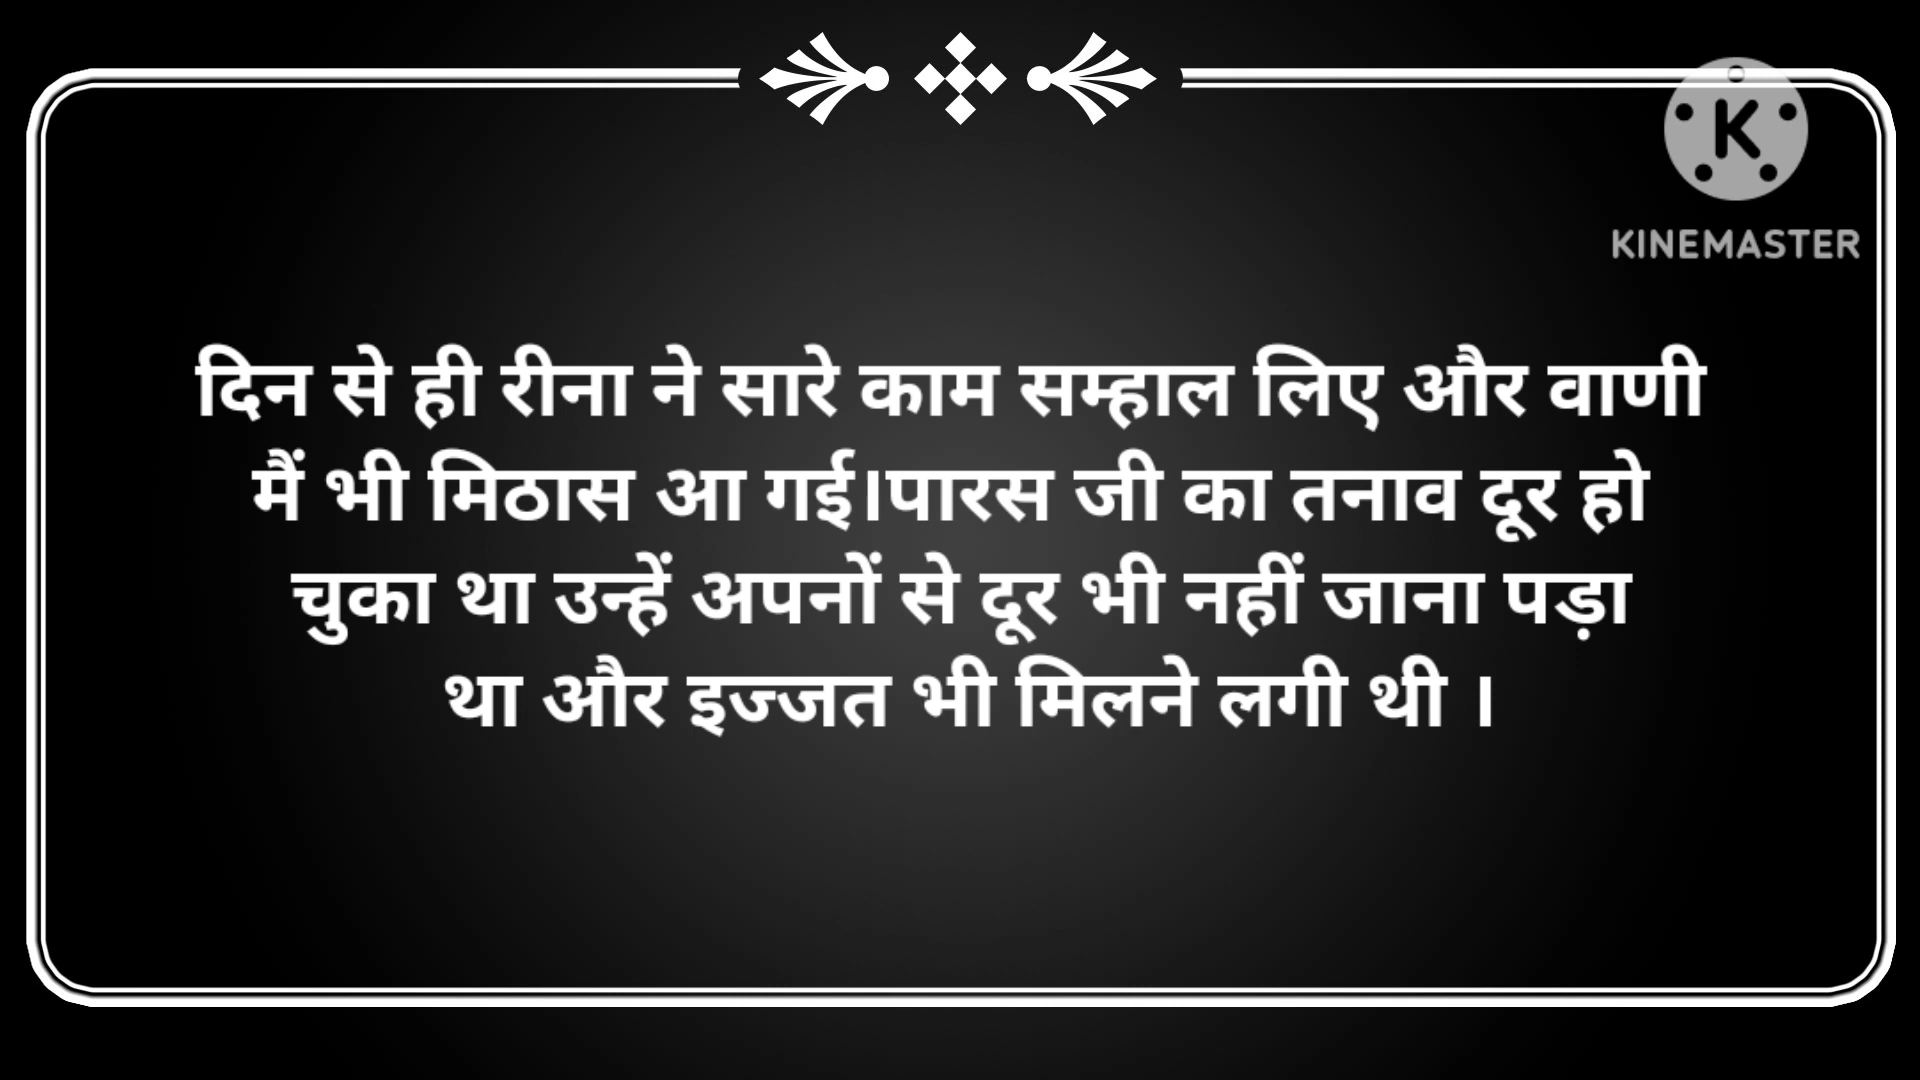 KINEMASTER
दिन से ही रीना ने सारे काम सम्हाल लिए और वाणी
मैं भी मिठास आ गई।पारस जी का तनाव दूर हो
चुका था उन्हें अपनों से दूर भी नहीं जाना पड़ा
था और इज्जत भी मिलने लगी थी ।